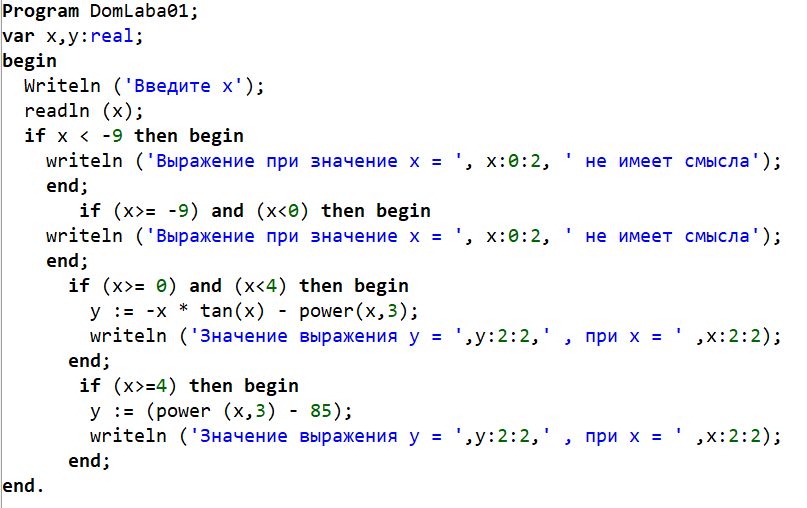 Program DomLaba01;
var x,y:real;
begin
  Writeln ('Введите x');
  readln (x);
  if x < -9 then begin
    writeln ('Выражение при значение x = ', x:0:2, ' не имеет смысла');
    end;
       if (x>= -9) and (x<0) then begin
    writeln ('Выражение при значение x = ', x:0:2, ' не имеет смысла');
    end;
      if (x>= 0) and (x<4) then begin
        y := -x * tan(x) - power(x,3);
        writeln ('Значение выражения y = ',y:2:2,' , при x = ' ,x:2:2);
      end;
       if (x>=4) then begin
        y := (power (x,3) - 85);
        writeln ('Значение выражения y = ',y:2:2,' , при x = ' ,x:2:2);
      end;
end.